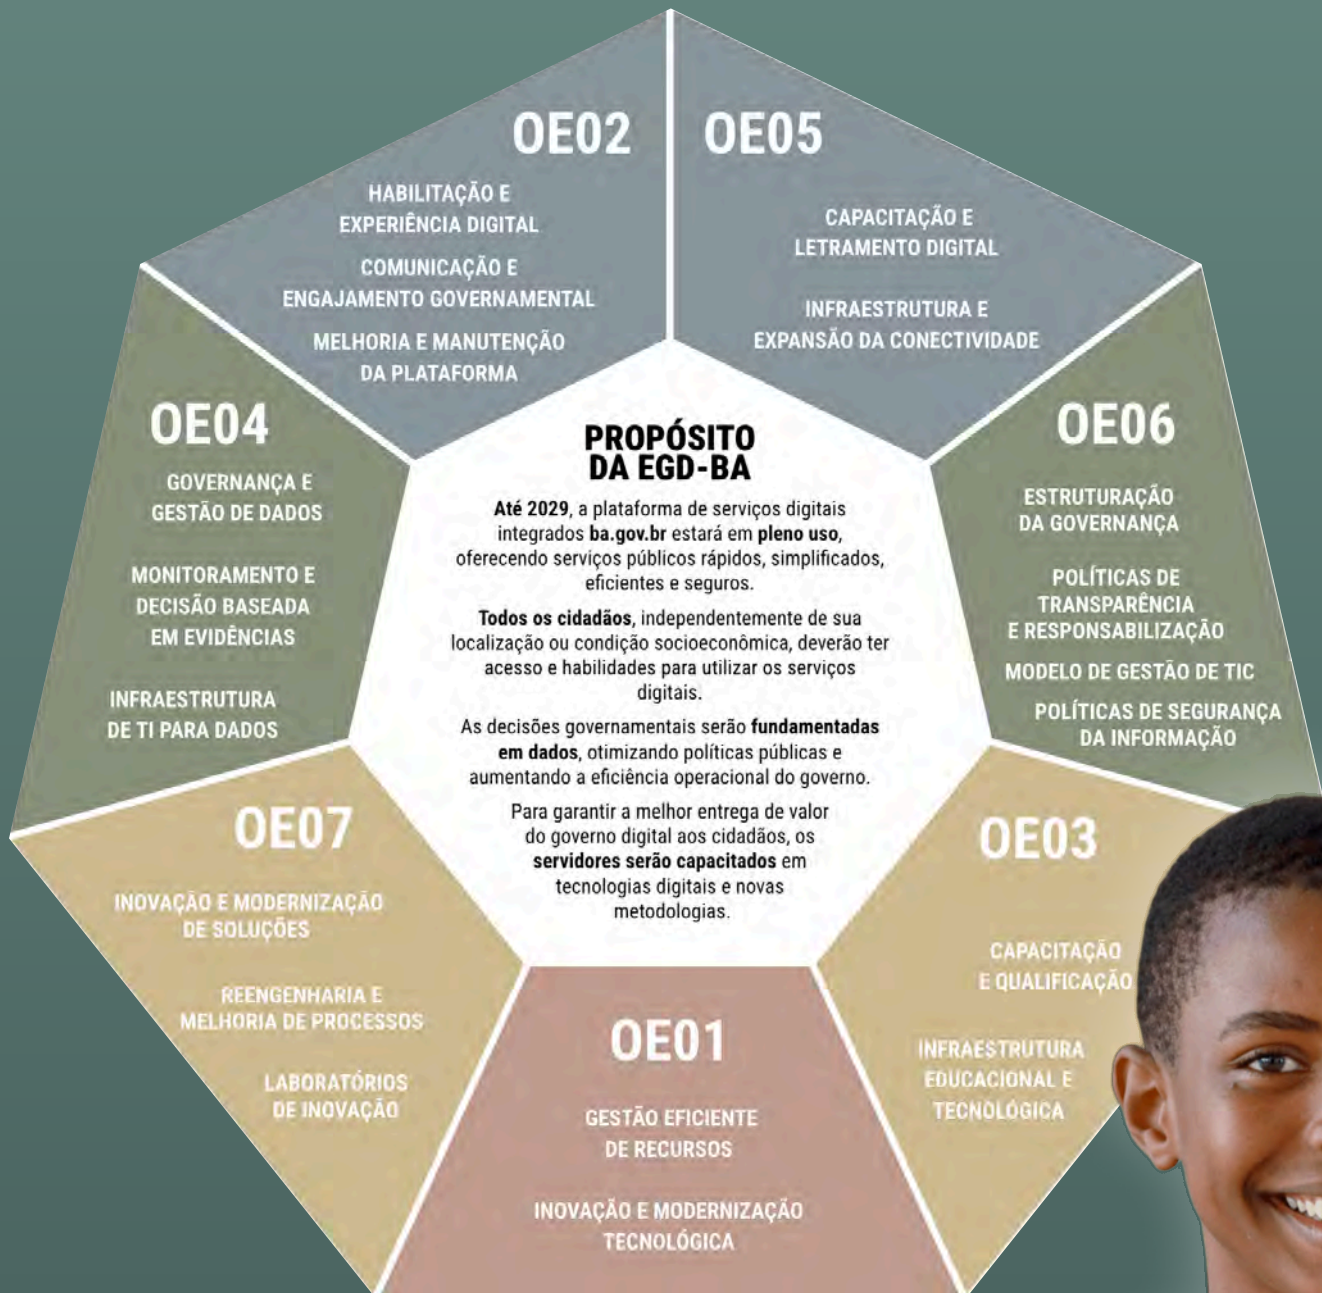 OE02
HABILITAÇÃO E
EXPERIÊNCIA DIGITAL
COMUNICAÇÃO E
ENGAJAMENTO GOVERNAMENTAL
MELHORIA E MANUTENÇÃO
DA PLATAFORMA
OE05
CAPACITAÇÃO E
LETRAMENTO DIGITAL
INFRAESTRUTURA E
EXPANSÃO DA CONECTIVIDADE
OE04
GOVERNANÇA E
GESTÃO DE DADOS
MONITORAMENTO E
DECISÃO BASEADA
EM EVIDÊNCIAS
INFRAESTRUTURA
DE TI PARA DADOS
PROPÓSITO
DA EGD-BA
Até 2029, a plataforma de serviços digitais
integrados ba.gov.br estará em pleno uso,
oferecendo serviços públicos rápidos, simplificados,
eficientes e seguros.
Todos os cidadãos, independentemente de sua
localização ou condição socioeconômica, deverão ter
acesso e habilidades para utilizar os serviços
digitais.
As decisões governamentais serão fundamentadas
em dados, otimizando políticas públicas e
aumentando a eficiência operacional do governo.
Para garantir a melhor entrega de valor
do governo digital aos cidadãos, os
servidores serão capacitados em
tecnologias digitais e novas
metodologias.
OE06
ESTRUTURAÇÃO
DA GOVERNANÇA
POLÍTICAS DE
TRANSPARÊNCIA
E RESPONSABILIZAÇÃO
MODELO DE GESTÃO DE TIC
POLÍTICAS DE SEGURANÇA
DA INFORMAÇÃO
OE07
INOVAÇÃO E MODERNIZAÇÃO
DE SOLUÇÕES
REENGENHARIA E
MELHORIA DE PROCESSOS
LABORATÓRIOS
DE INOVAÇÃO
OE01
GESTÃO EFICIENTE
DE RECURSOS
INOVAÇÃO E MODERNIZAÇÃO
TECNOLÓGICA
OE03
CAPACITAÇÃO
E QUALIFICAÇÃO
INFRAESTRUTURA
EDUCACIONAL E
TECNOLÓGICA